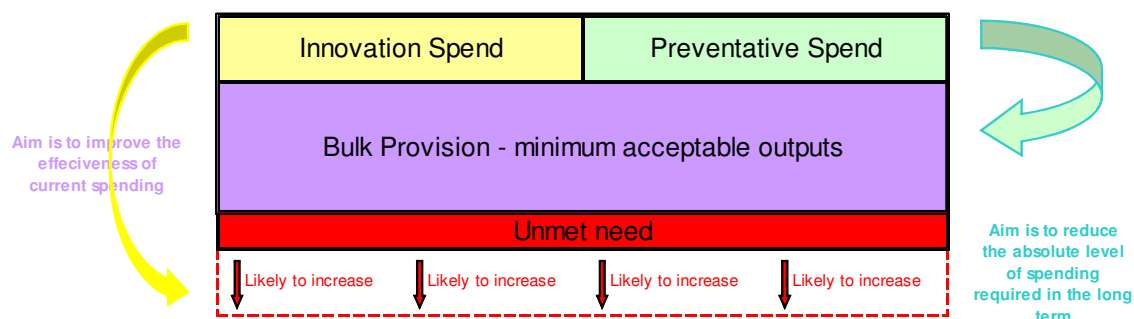 Innovation Spend
Preventative Spend
Aim is to improve the
effeciveness of
current spending
Bulk Provision - minimum acceptable outputs
Unmet need
Likely to increase
Likely to increase
Likely to increase
Likely to increase
Aim is to reduce
the absolute level
of spending
required in the long
term